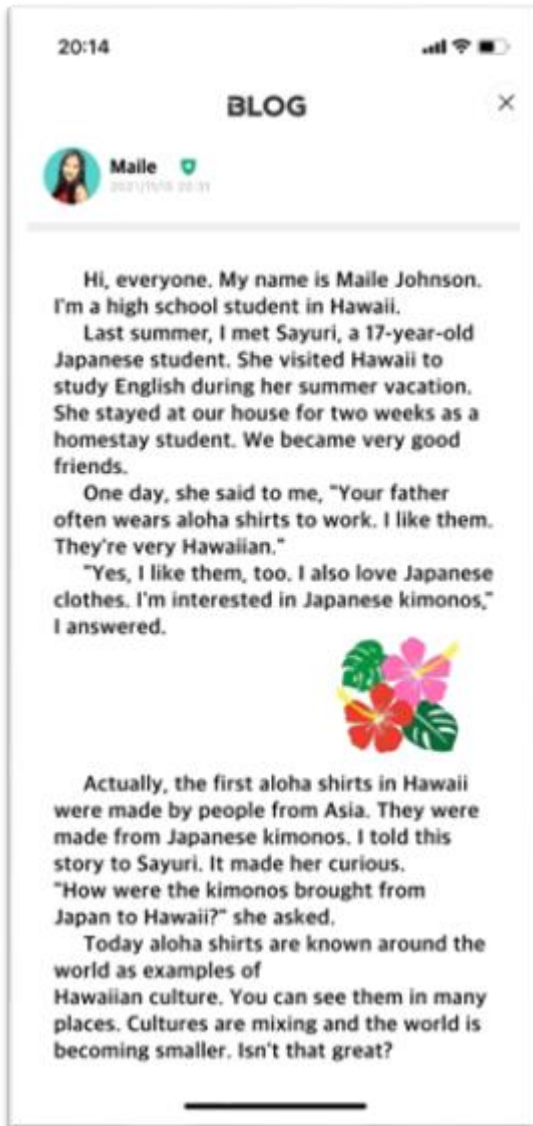 20:14
BLOG
Maile
Hi, everyone. My name is Maile Johnson.
I'm a high school student in Hawaii.
Last summer, I met Sayuri, a 17-year-old
Japanese student. She visited Hawaii to
study English during her summer vacation.
She stayed at our house for two weeks as a
homestay student. We became very good
friends.
One day, she said to me, "Your father
often wears aloha shirts to work. I like them.
They're very Hawaiian."
"Yes, I like them, too. I also love Japanese
clothes. I'm interested in Japanese kimonos,"
I answered.
Actually, the first aloha shirts in Hawaii
were made by people from Asia. They were
made from Japanese kimonos. I told this
story to Sayuri. It made her curious.
"How were the kimonos brought from
Japan to Hawaii?" she asked.
Today aloha shirts are known around the
world as examples of
Hawaiian culture. You can see them in many
places. Cultures are mixing and the world is
becoming smaller. Isn't that great?